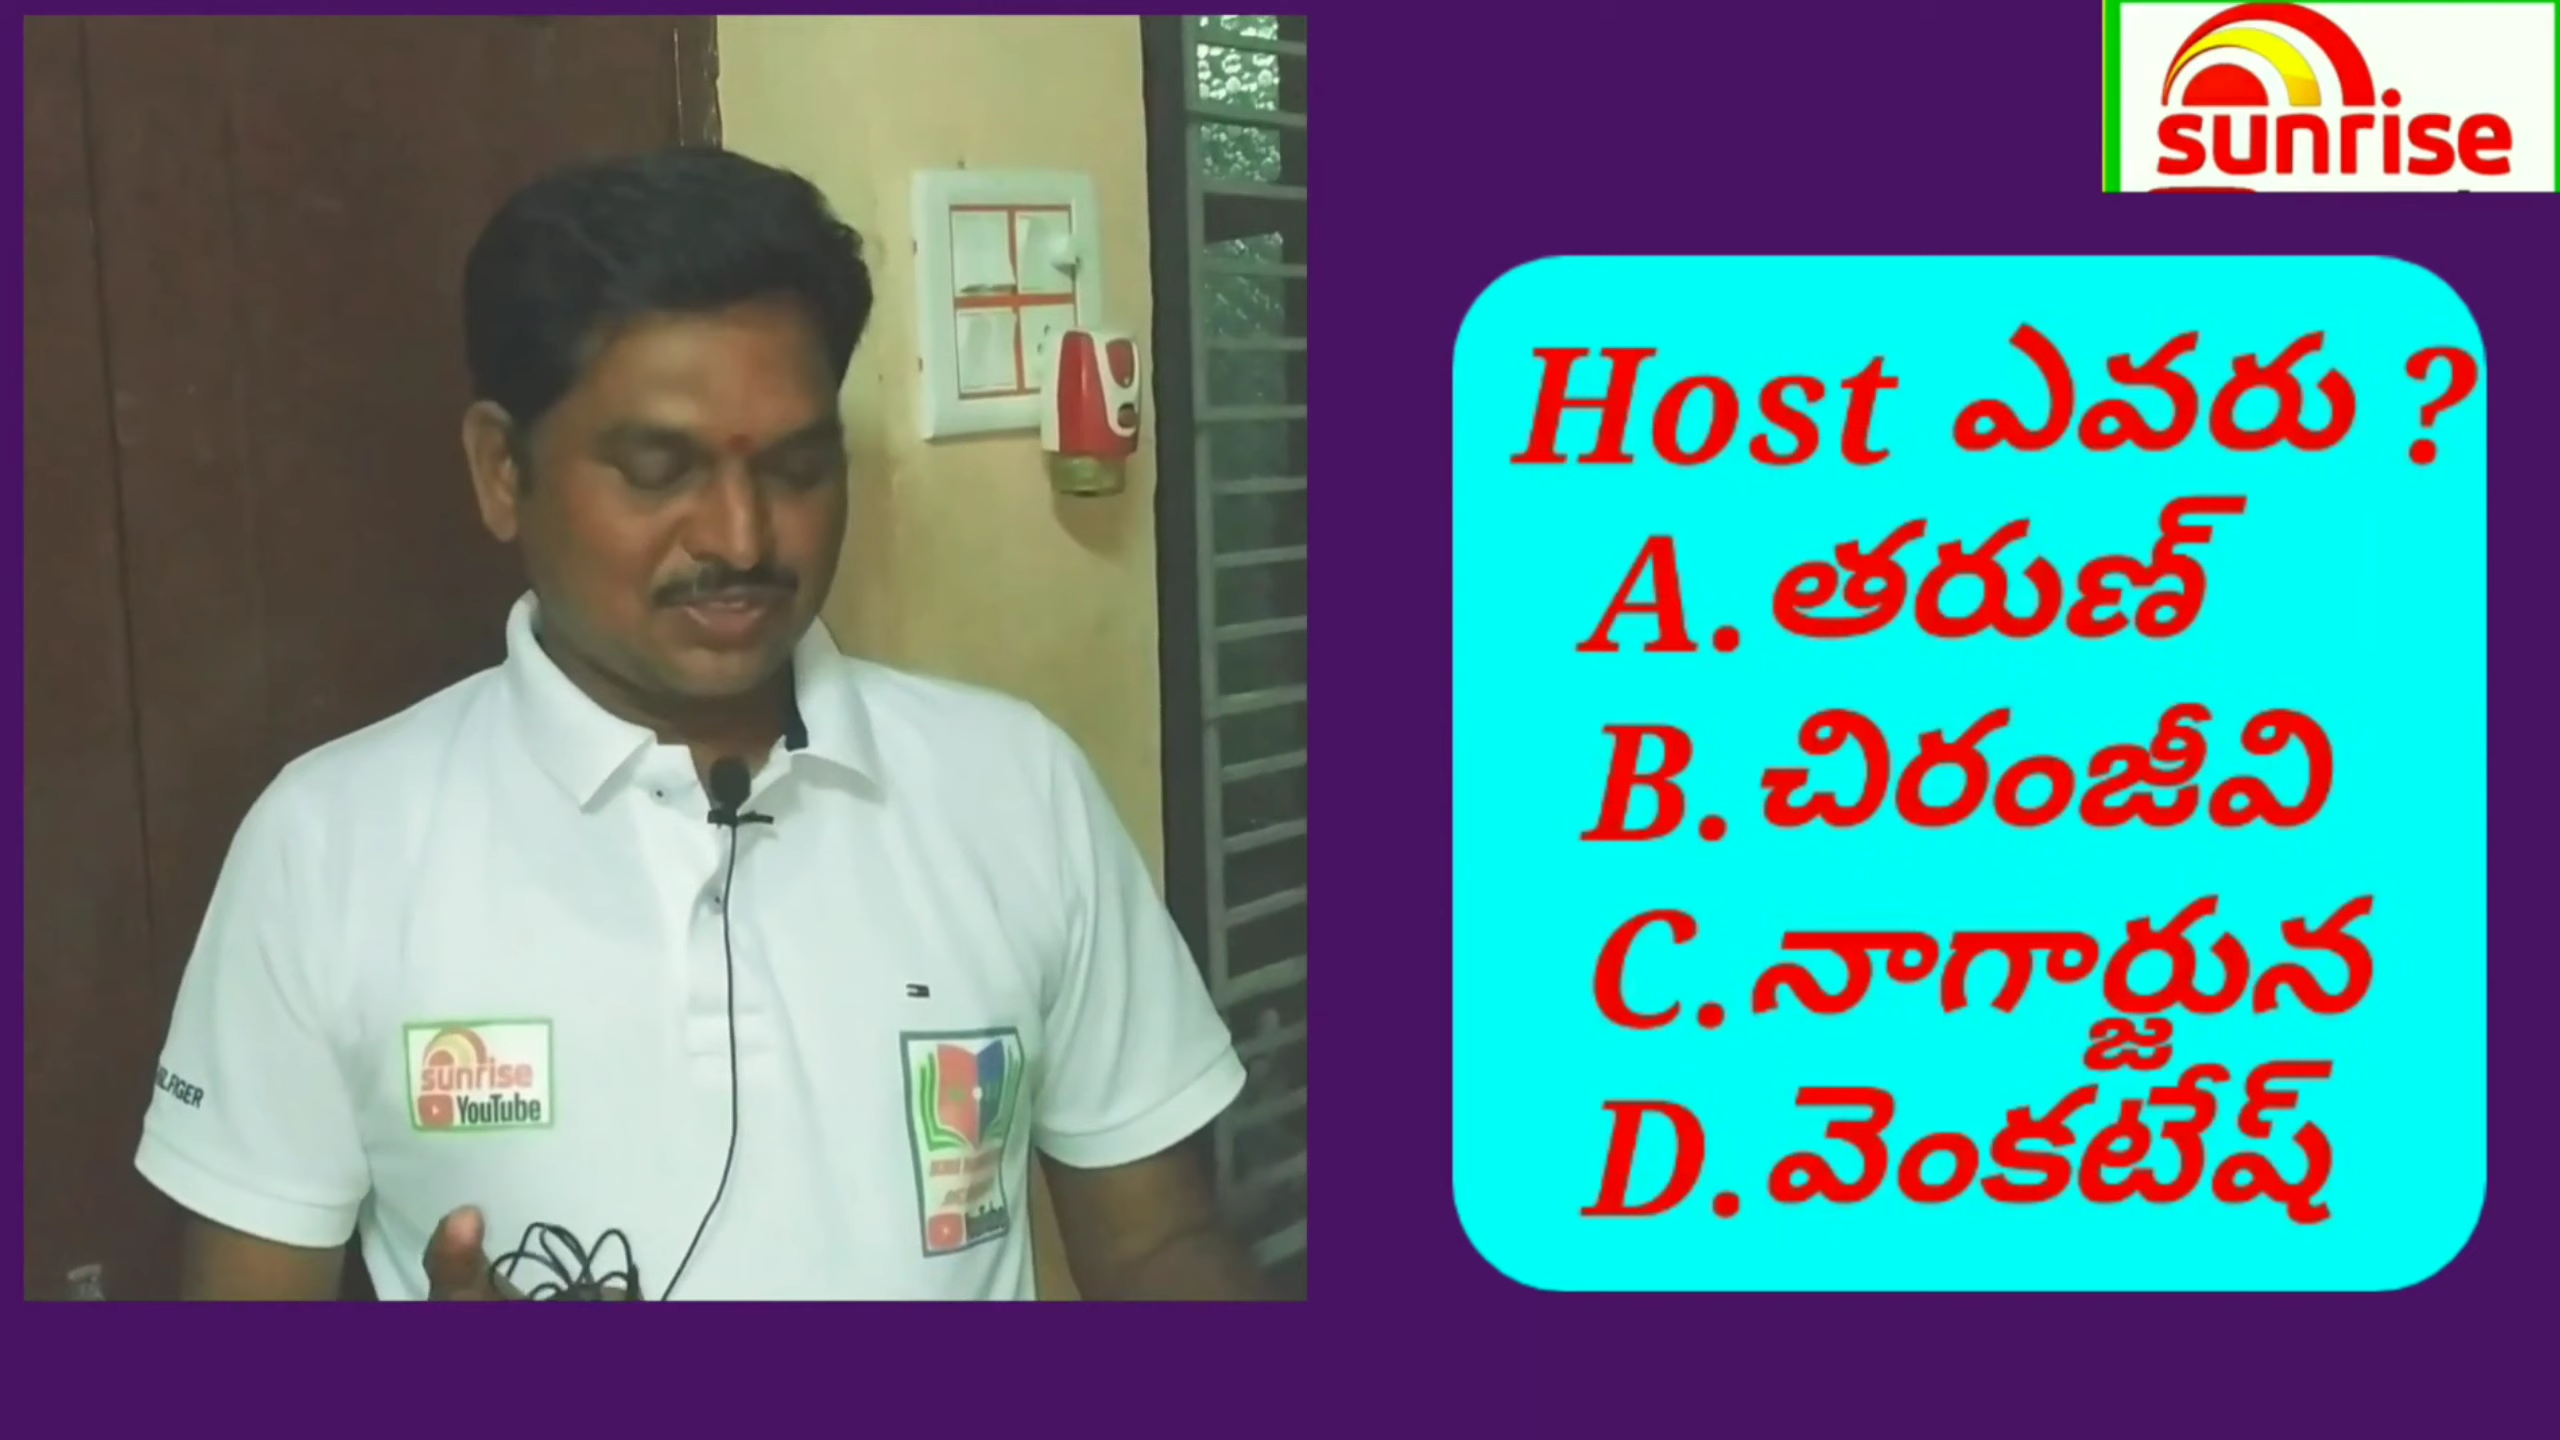 sunrise
Host ఎవరు ?
A.తరుణ్
B.చిరంజీవి
C.నాగార్జున
D.వెంకటేష్
sunrise
YouTube